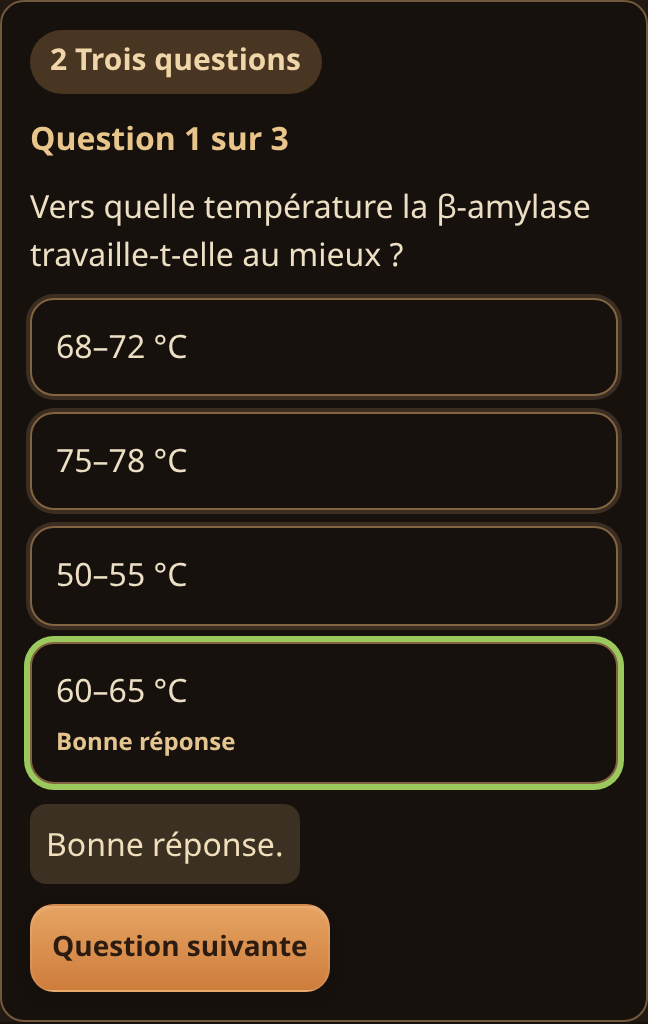 2 Trois questions
Question 1 sur 3
Vers quelle température la β-amylase
travaille-t-elle au mieux ?
68–72 °C
75–78 °C
50–55 °C
60–65 °C
Bonne réponse
Bonne réponse.
Question suivante